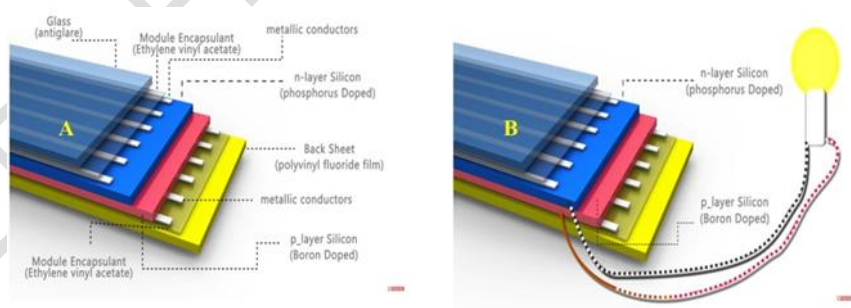 Glass
(antiglare)
Module Encapsulant
(Ethylene vinyl acetate)
metallic conductors
n-layer Silicon
(phosphorus Doped)
A
Back Sheet
(polyvinyl fluoride film)
metallic conductors
p_layer Silicon
(Boron Doped)
Module Encapsulant
(Ethylene vinyl acetate)
n-layer Silicon
(phosphorus Doped)
B
p_layer Silicon
(Boron Doped)